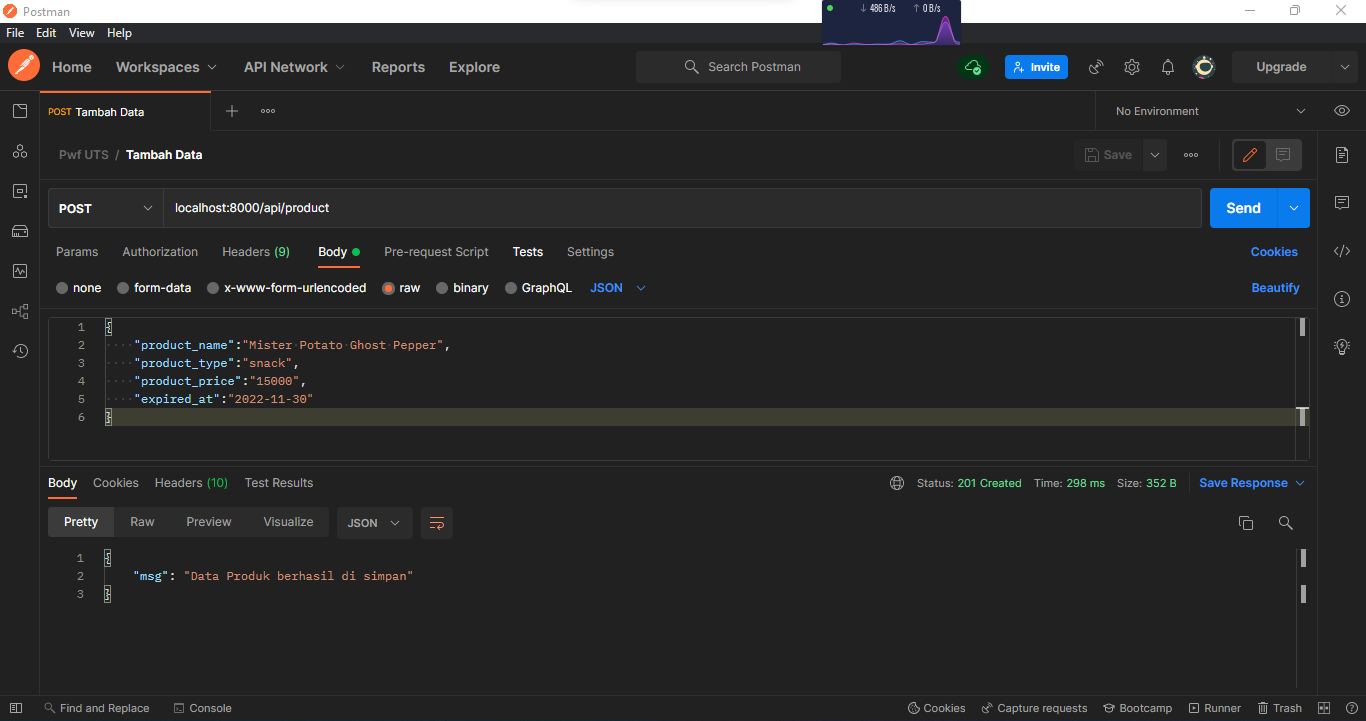 Postman
↓ 486 B/s ↑ 0 B/s
File Edit View Help
Home Workspaces API Network Reports Explore Search Postman Invite Upgrade
POST Tambah Data No Environment
Pwf UTS / Tambah Data Save
POST localhost:8000/api/product Send
Params Authorization Headers (9) Body Pre-request Script Tests Settings Cookies
none form-data x-www-form-urlencoded raw binary GraphQL JSON Beautify
1 {
2 "product_name":"Mister Potato Ghost Pepper",
3 "product_type":"snack",
4 "product_price":"15000",
5 "expired_at":"2022-11-30"
6 }
Body Cookies Headers (10) Test Results Status: 201 Created Time: 298 ms Size: 352 B Save Response
Pretty Raw Preview Visualize JSON
1 {
2 "msg": "Data Produk berhasil di simpan"
3 }
Find and Replace Console Cookies Capture requests Bootcamp Runner Trash